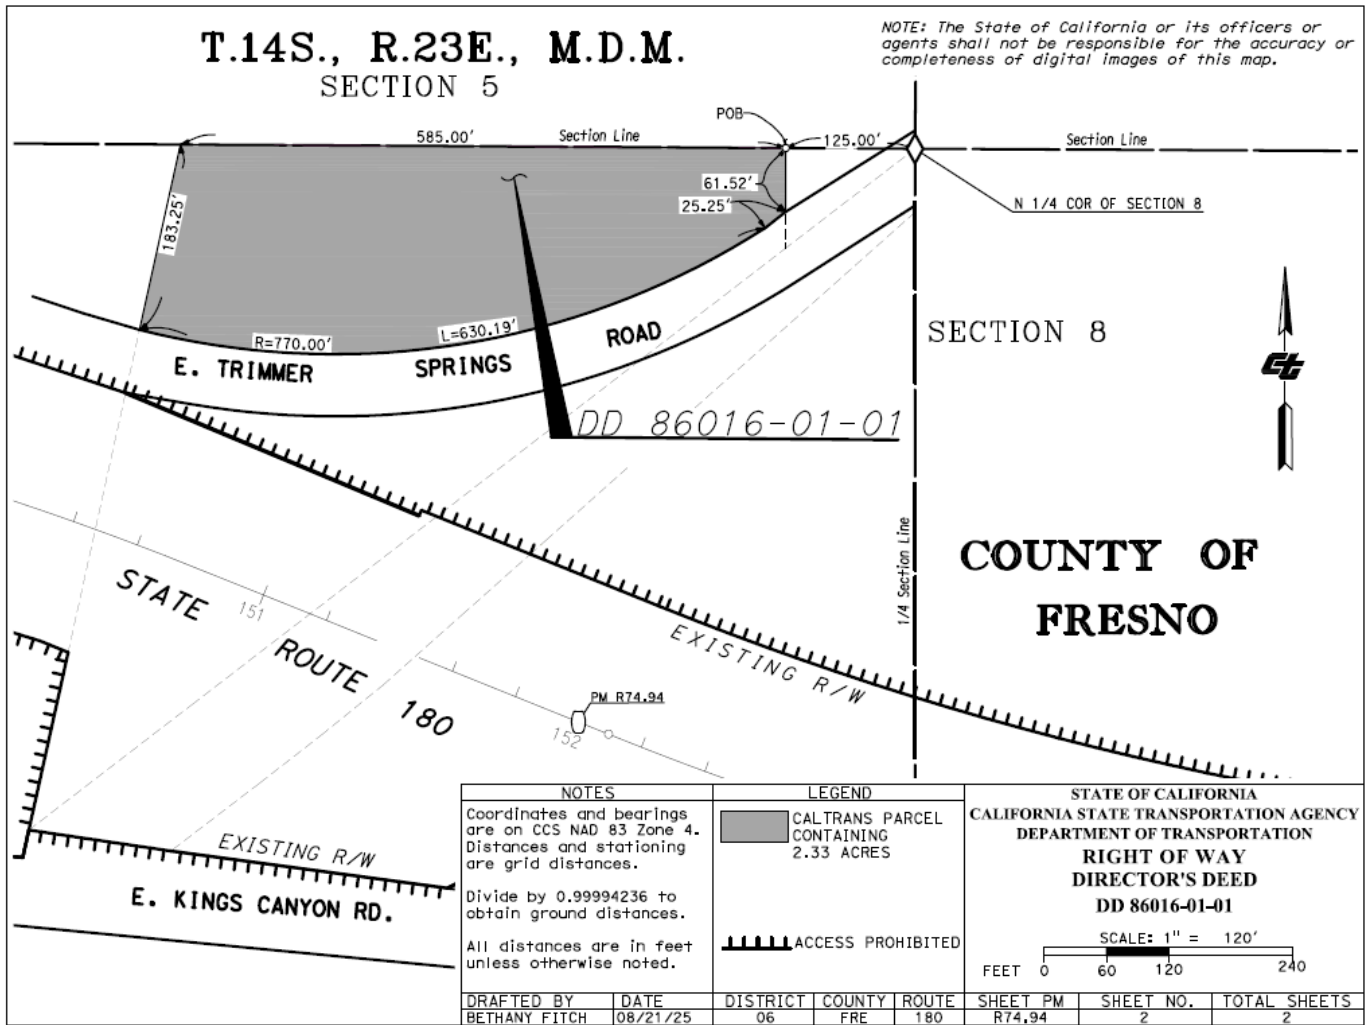 T.14S., R.23E., M.D.M.
SECTION 5
NOTE: The State of California or its officers or
agents shall not be responsible for the accuracy or
completeness of digital images of this map.
POB
585.00'
Section Line
125.00'
Section Line
61.52'
25.25'
183.25'
N 1/4 COR OF SECTION 8
R=770.00'
L=630.19'
E. TRIMMER SPRINGS ROAD
SECTION 8
DD 86016-01-01
1/4 Section Line
COUNTY OF
FRESNO
STATE ROUTE 180
151
152
EXISTING R/W
PM R74.94
EXISTING R/W
E. KINGS CANYON RD.
NOTES
Coordinates and bearings
are on CCS NAD 83 Zone 4.
Distances and stationing
are grid distances.
Divide by 0.99994236 to
obtain ground distances.
All distances are in feet
unless otherwise noted.
LEGEND
CALTRANS PARCEL
CONTAINING
2.33 ACRES
ACCESS PROHIBITED
STATE OF CALIFORNIA
CALIFORNIA STATE TRANSPORTATION AGENCY
DEPARTMENT OF TRANSPORTATION
RIGHT OF WAY
DIRECTOR'S DEED
DD 86016-01-01
SCALE: 1" = 120'
FEET 0 60 120 240
DRAFTED BY DATE DISTRICT COUNTY ROUTE SHEET PM SHEET NO. TOTAL SHEETS
BETHANY FITCH 08/21/25 06 FRE 180 R74.94 2 2